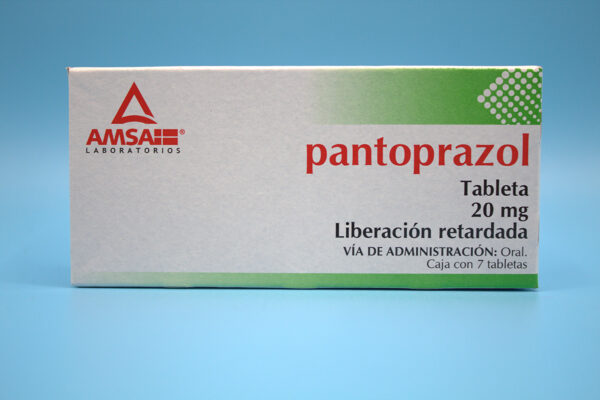 AMSA®
LABORATORIOS
pantoprazol
Tableta
20 mg
Liberación retardada
VÍA DE ADMINISTRACIÓN: Oral.
Caja con 7 tabletas